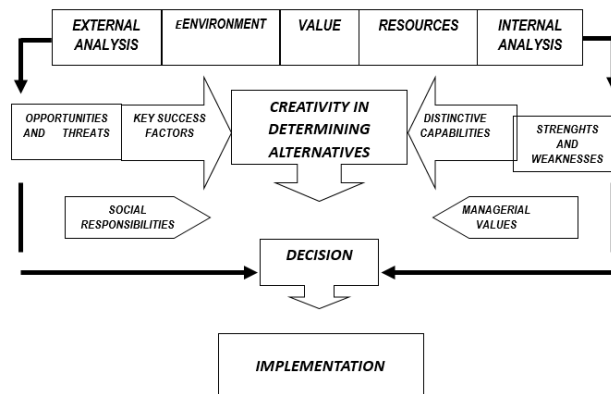 EXTERNAL ANALYSIS
εENVIRONMENT
VALUE
RESOURCES
INTERNAL ANALYSIS
OPPORTUNITIES
AND THREATS
KEY SUCCESS
FACTORS
CREATIVITY IN
DETERMINING
ALTERNATIVES
DISTINCTIVE
CAPABILITIES
STRENGHTS
AND
WEAKNESSES
SOCIAL
RESPONSIBILITIES
MANAGERIAL
VALUES
DECISION
IMPLEMENTATION